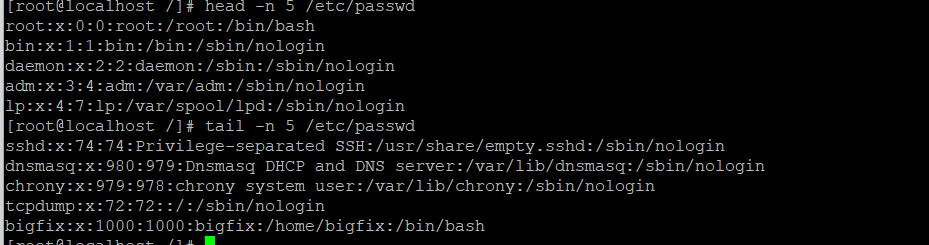 [root@localhost /]# head -n 5 /etc/passwd
root:x:0:0:root:/root:/bin/bash
bin:x:1:1:bin:/bin:/sbin/nologin
daemon:x:2:2:daemon:/sbin:/sbin/nologin
adm:x:3:4:adm:/var/adm:/sbin/nologin
lp:x:4:7:lp:/var/spool/lpd:/sbin/nologin
[root@localhost /]# tail -n 5 /etc/passwd
sshd:x:74:74:Privilege-separated SSH:/usr/share/empty.sshd:/sbin/nologin
dnsmasq:x:980:979:Dnsmasq DHCP and DNS server:/var/lib/dnsmasq:/sbin/nologin
chrony:x:979:978:chrony system user:/var/lib/chrony:/sbin/nologin
tcpdump:x:72:72::/:/sbin/nologin
bigfix:x:1000:1000:bigfix:/home/bigfix:/bin/bash
[root@localhost /]#